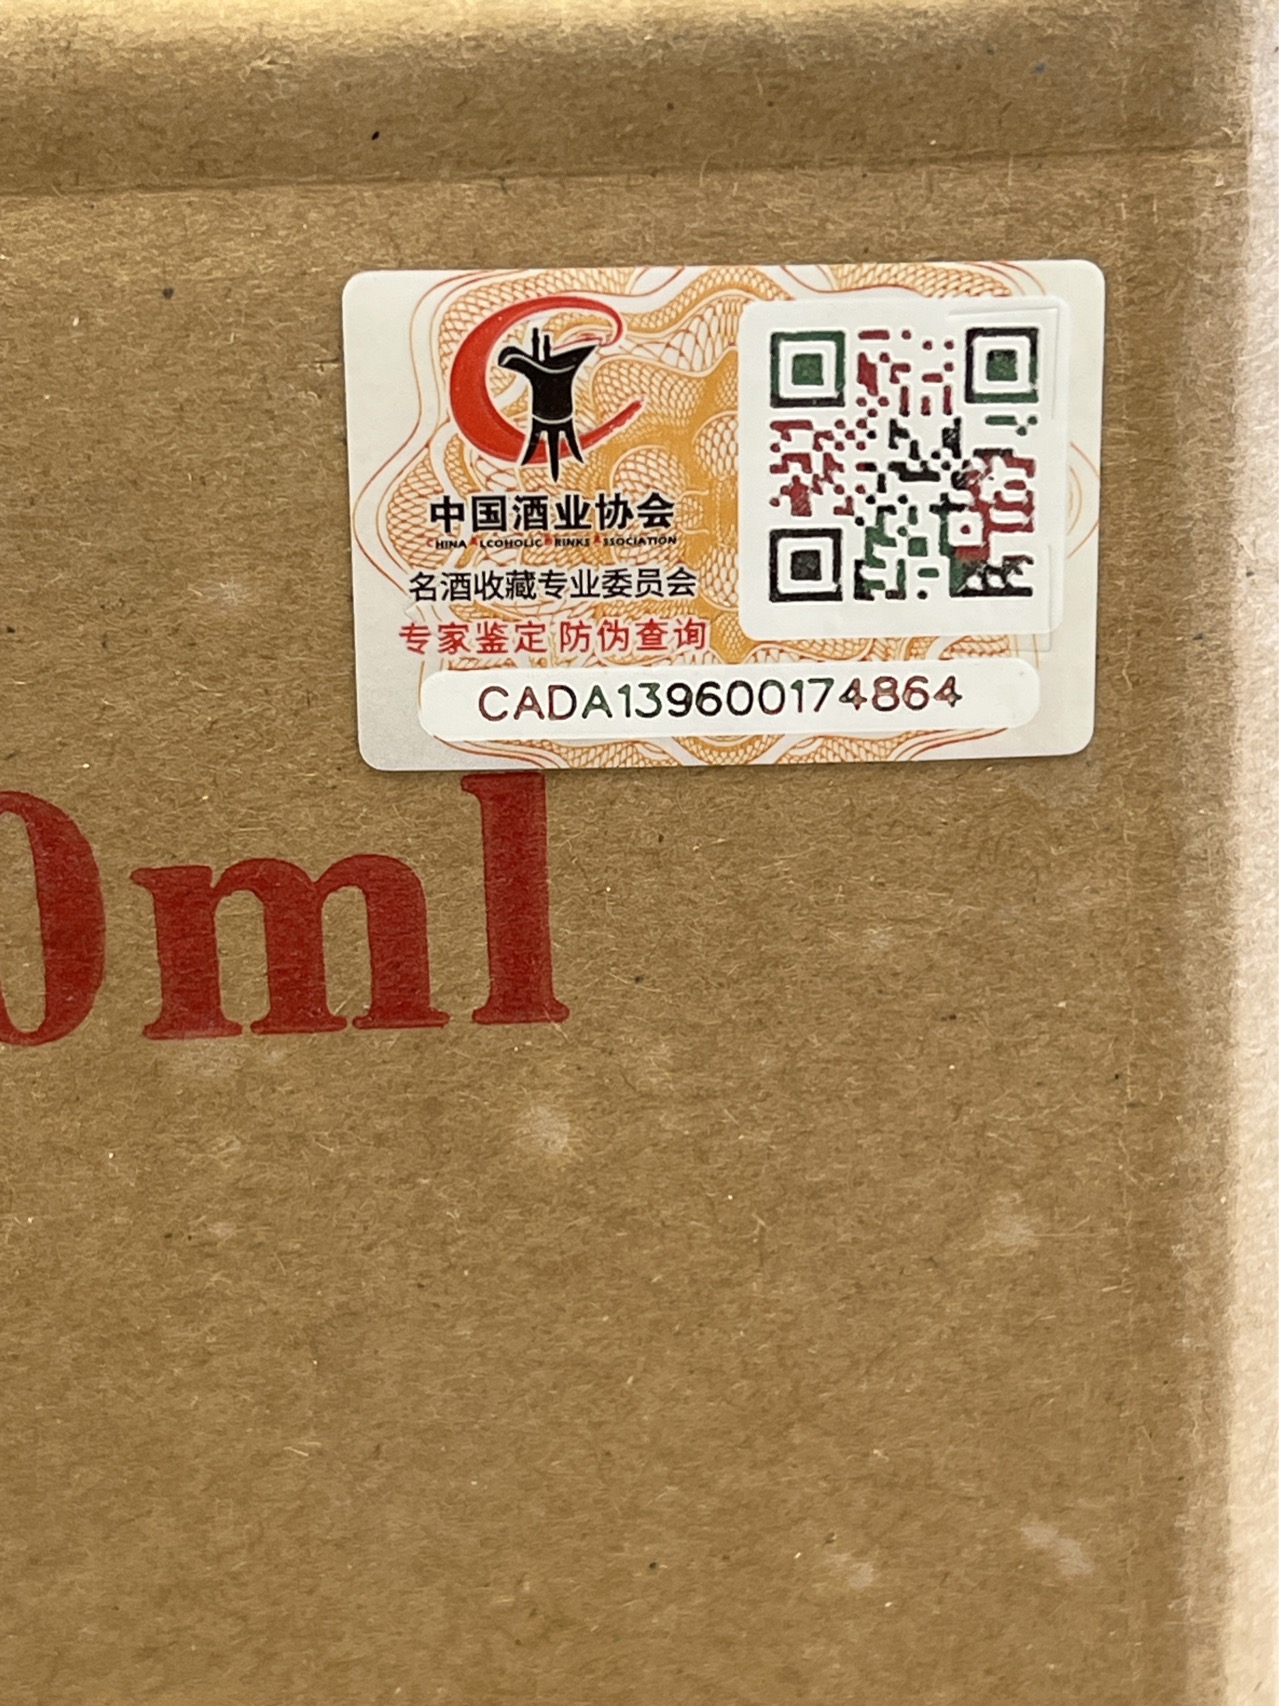 中国酒业协会
CHINA ALCOHOLIC DRINKS ASSOCIATION
名酒收藏专业委员会
专家鉴定 防伪查询
CADA139600174864
0ml